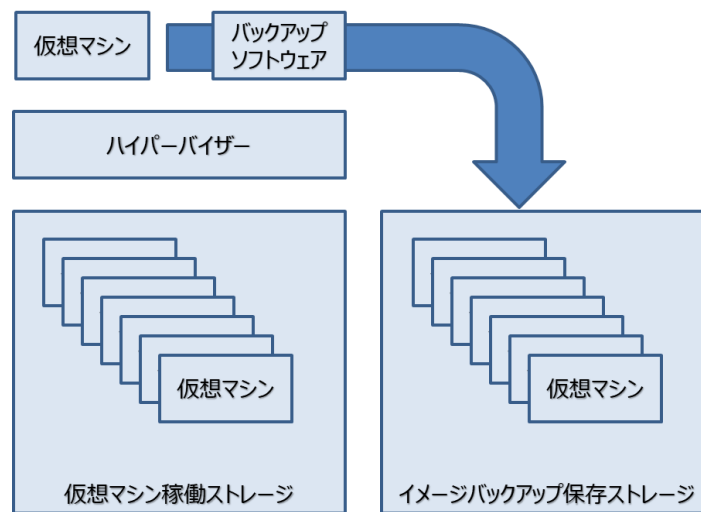 仮想マシン
バックアップ
ソフトウェア
ハイパーバイザー
仮想マシン
仮想マシン稼働ストレージ
仮想マシン
イメージバックアップ保存ストレージ